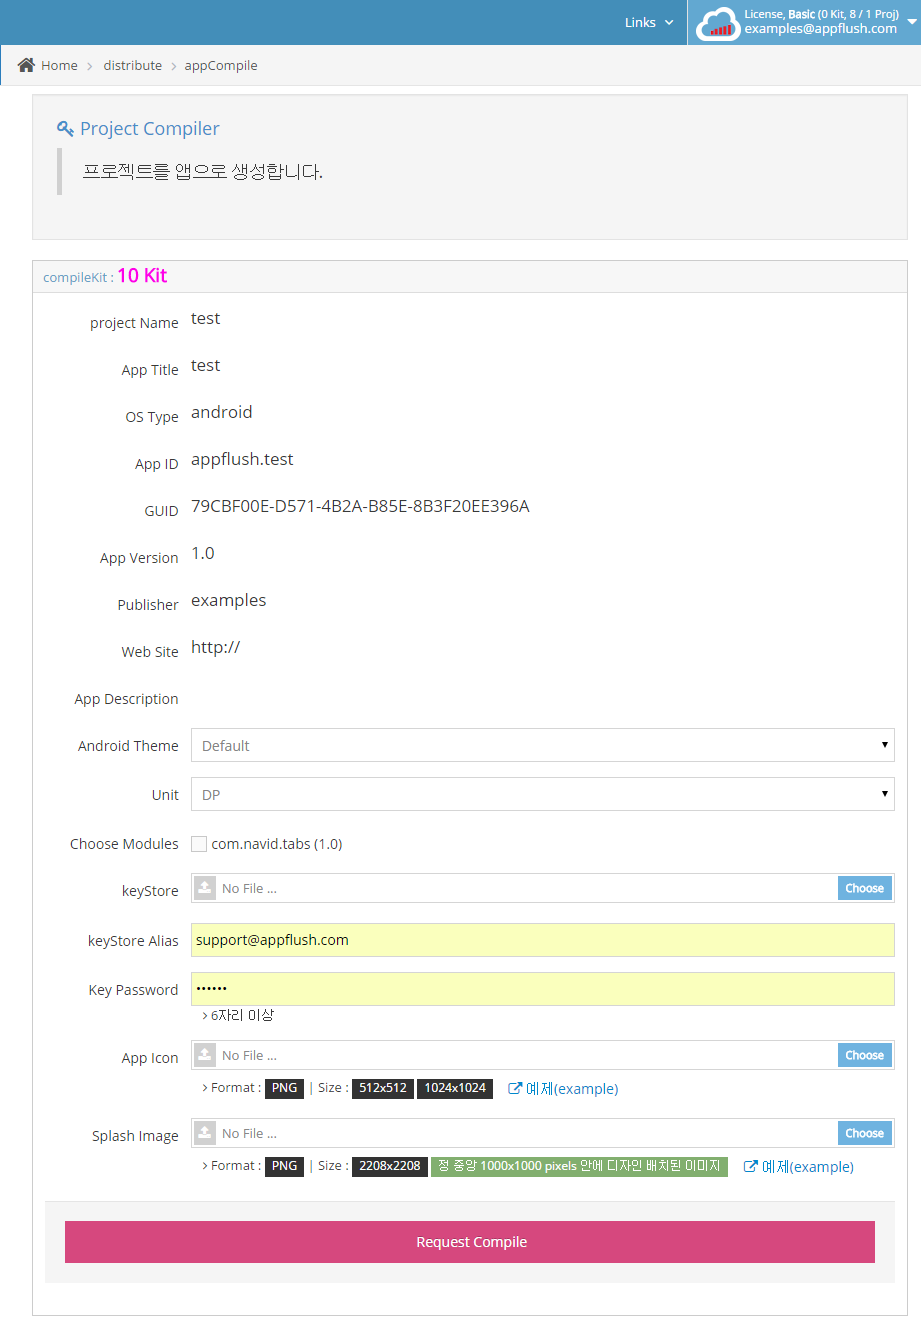 Links
License, Basic (0 Kit, 8 / 1 Proj)
examples@appflush.com
Home > distribute > appCompile
Project Compiler
프로젝트를 앱으로 생성합니다.
compileKit : 10 Kit
project Name test
App Title test
OS Type android
App ID appflush.test
GUID 79CBF00E-D571-4B2A-B85E-8B3F20EE396A
App Version 1.0
Publisher examples
Web Site http://
App Description
Android Theme Default
Unit DP
Choose Modules com.navid.tabs (1.0)
keyStore No File ... Choose
keyStore Alias support@appflush.com
Key Password ••••••
> 6자리 이상
App Icon No File ... Choose
> Format : PNG | Size : 512x512 1024x1024 예제(example)
Splash Image No File ... Choose
> Format : PNG | Size : 2208x2208 정 중앙 1000x1000 pixels 안에 디자인 배치된 이미지 예제(example)
Request Compile